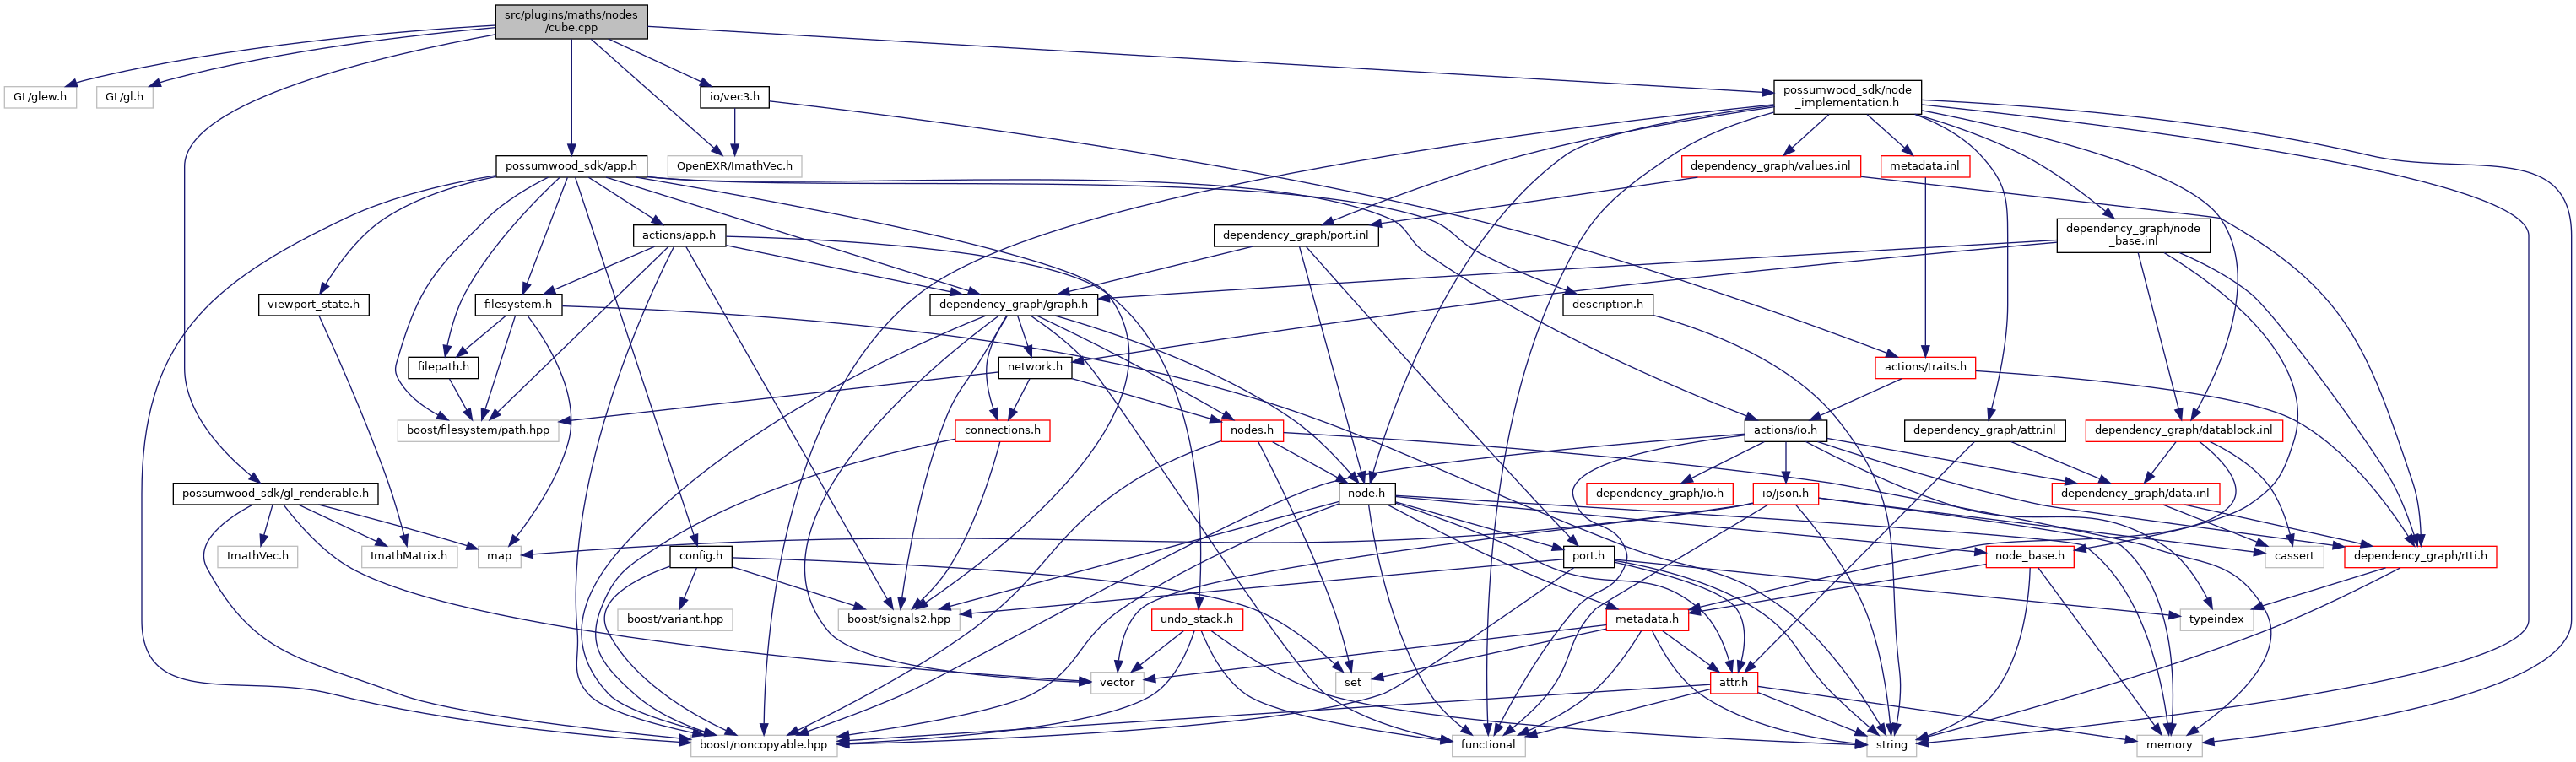 src/plugins/maths/nodes
/cube.cpp
GL/glew.h
GL/gl.h
io/vec3.h
possumwood_sdk/node
_implementation.h
possumwood_sdk/app.h
OpenEXR/ImathVec.h
dependency_graph/values.inl
metadata.inl
actions/app.h
dependency_graph/port.inl
dependency_graph/node
_base.inl
viewport_state.h
filesystem.h
dependency_graph/graph.h
description.h
filepath.h
network.h
actions/traits.h
boost/filesystem/path.hpp
connections.h
nodes.h
actions/io.h
dependency_graph/attr.inl
dependency_graph/datablock.inl
possumwood_sdk/gl_renderable.h
node.h
dependency_graph/io.h
io/json.h
dependency_graph/data.inl
ImathVec.h
ImathMatrix.h
map
config.h
port.h
node_base.h
cassert
dependency_graph/rtti.h
boost/variant.hpp
boost/signals2.hpp
undo_stack.h
metadata.h
typeindex
vector
set
attr.h
boost/noncopyable.hpp
functional
string
memory